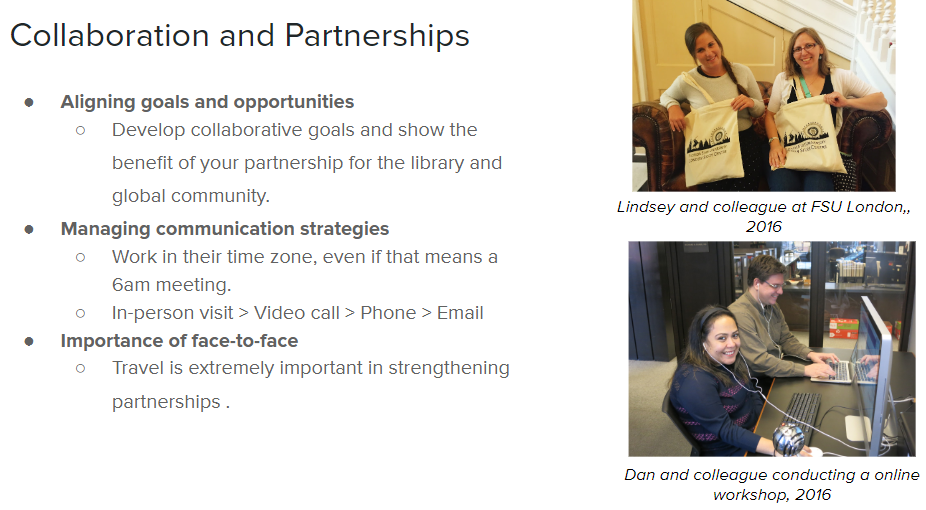 Collaboration and Partnerships
● Aligning goals and opportunities
○ Develop collaborative goals and show the
benefit of your partnership for the library and
global community.
● Managing communication strategies
○ Work in their time zone, even if that means a
6am meeting.
○ In-person visit > Video call > Phone > Email
● Importance of face-to-face
○ Travel is extremely important in strengthening
partnerships .
Lindsey and colleague at FSU London,,
2016
Dan and colleague conducting a online
workshop, 2016